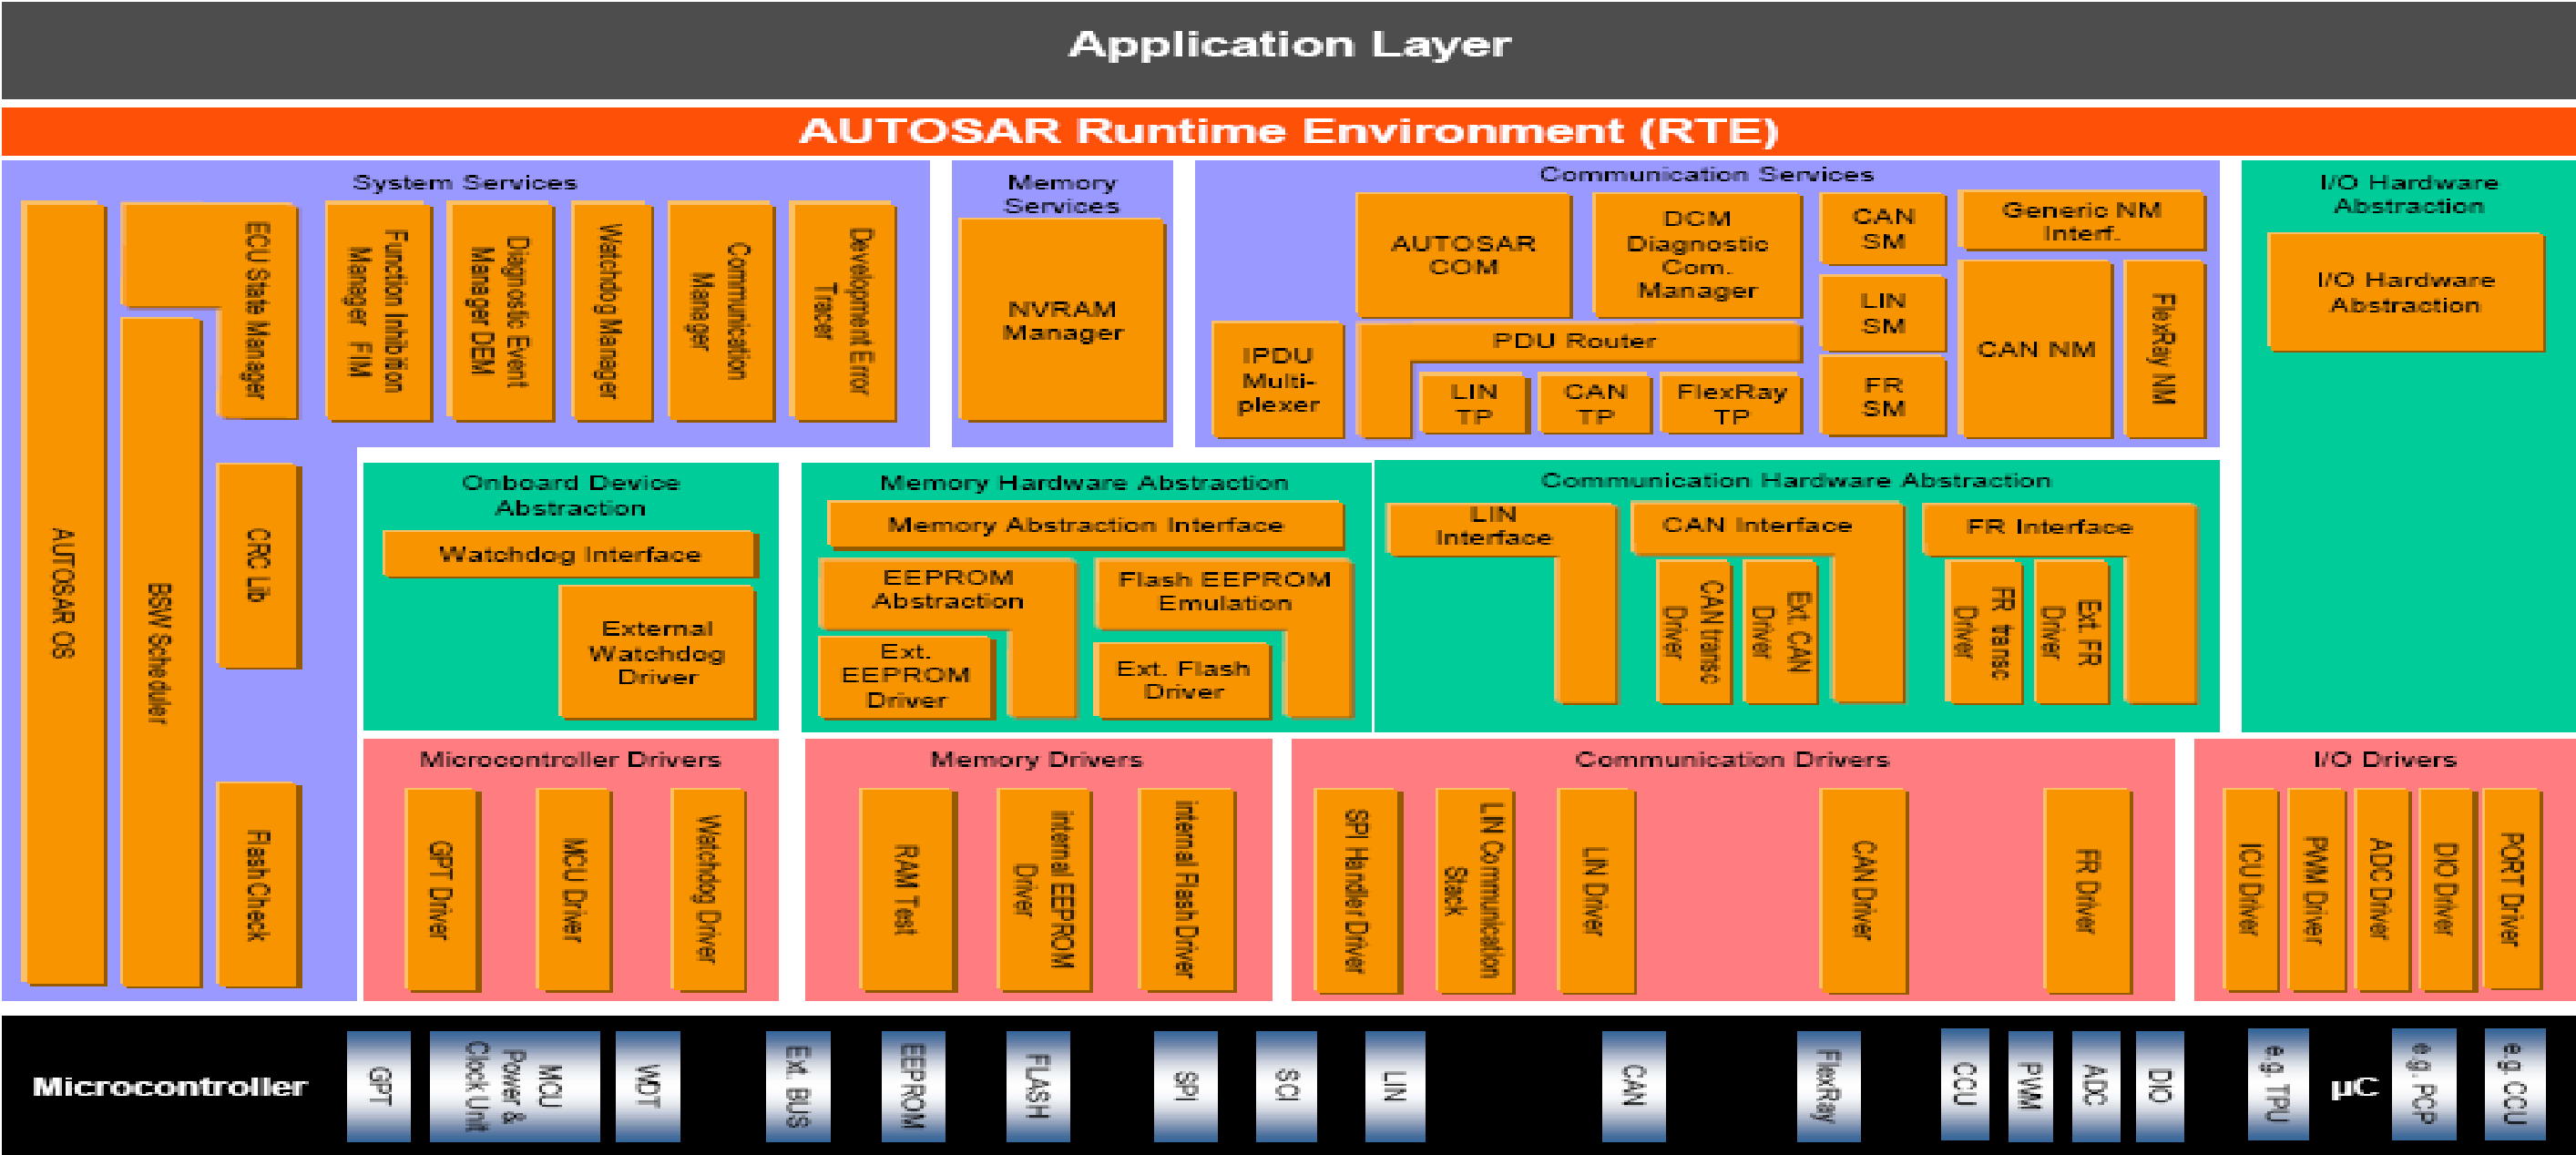 Application Layer
AUTOSAR Runtime Environment (RTE)
System Services
AUTOSAR OS
ECU State Manager
BSW Scheduler
Function Inhibition
Manager FIM
Diagnostic Event
Manager DEM
Watchdog Manager
Communication
Manager
Development Error
Tracer
CRC Lib
FlashCheck
Memory
Services
NVRAM
Manager
Communication Services
AUTOSAR
COM
DCM
Diagnostic
Com.
Manager
CAN
SM
Generic NM
Interf.
LIN
SM
CAN NM
FlexRay NM
IPDU
Multi-
plexer
PDU Router
LIN
TP
CAN
TP
FlexRay
TP
FR
SM
I/O Hardware
Abstraction
I/O Hardware
Abstraction
Onboard Device
Abstraction
Watchdog Interface
External
Watchdog
Driver
Memory Hardware Abstraction
Memory Abstraction Interface
EEPROM
Abstraction
Flash EEPROM
Emulation
Ext.
EEPROM
Driver
Ext. Flash
Driver
Communication Hardware Abstraction
LIN
Interface
CAN Interface
CAN transc
Driver
Ext. CAN
Driver
FR Interface
FR transc
Driver
Ext. FR
Driver
Microcontroller Drivers
GPT Driver
MCU Driver
Watchdog Driver
Memory Drivers
RAM Test
internal EEPROM
Driver
internal Flash Driver
Communication Drivers
SPI Handler Driver
LIN Communication
Stack
LIN Driver
CAN Driver
FR Driver
I/O Drivers
ICU Driver
PWM Driver
ADC Driver
DIO Driver
PORT Driver
Microcontroller
GPT
MCU
Power &
Clock Unit
WDT
Ext. BUS
EEPROM
FLASH
SPI
SCI
LIN
CAN
FlexRay
CCU
PWM
ADC
DIO
e.g. TPU
µC
e.g. PCP
e.g. CCU